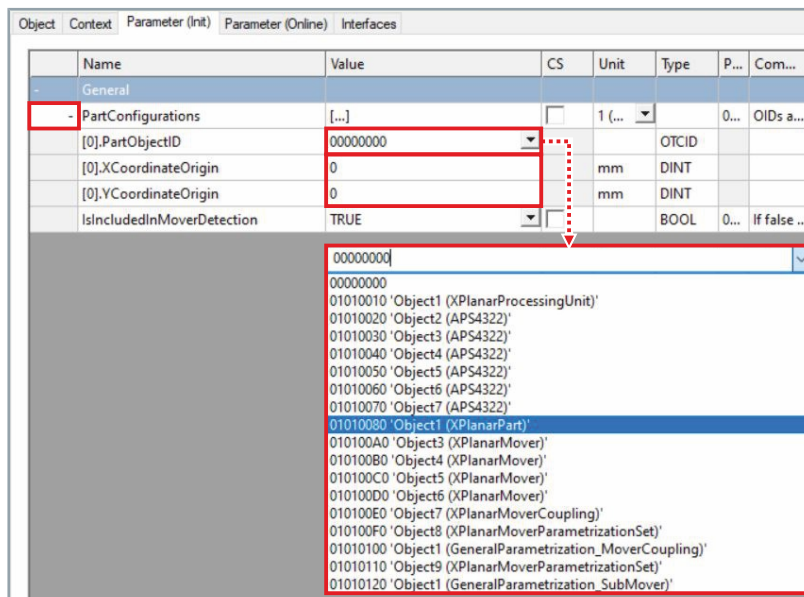 Object Context Parameter (Init) Parameter (Online) Interfaces
Name Value CS Unit Type P... Com...
- General
- PartConfigurations [...] 1 (... 0... OIDs a...
[0].PartObjectID 00000000 OTCID
[0].XCoordinateOrigin 0 mm DINT
[0].YCoordinateOrigin 0 mm DINT
IsIncludedInMoverDetection TRUE BOOL 0... If false ...
00000000
00000000
01010010 'Object1 (XPlanarProcessingUnit)'
01010020 'Object2 (APS4322)'
01010030 'Object3 (APS4322)'
01010040 'Object4 (APS4322)'
01010050 'Object5 (APS4322)'
01010060 'Object6 (APS4322)'
01010070 'Object7 (APS4322)'
01010080 'Object1 (XPlanarPart)'
010100A0 'Object3 (XPlanarMover)'
010100B0 'Object4 (XPlanarMover)'
010100C0 'Object5 (XPlanarMover)'
010100D0 'Object6 (XPlanarMover)'
010100E0 'Object7 (XPlanarMoverCoupling)'
010100F0 'Object8 (XPlanarMoverParametrizationSet)'
01010100 'Object1 (GeneralParametrization_MoverCoupling)'
01010110 'Object9 (XPlanarMoverParametrizationSet)'
01010120 'Object1 (GeneralParametrization_SubMover)'